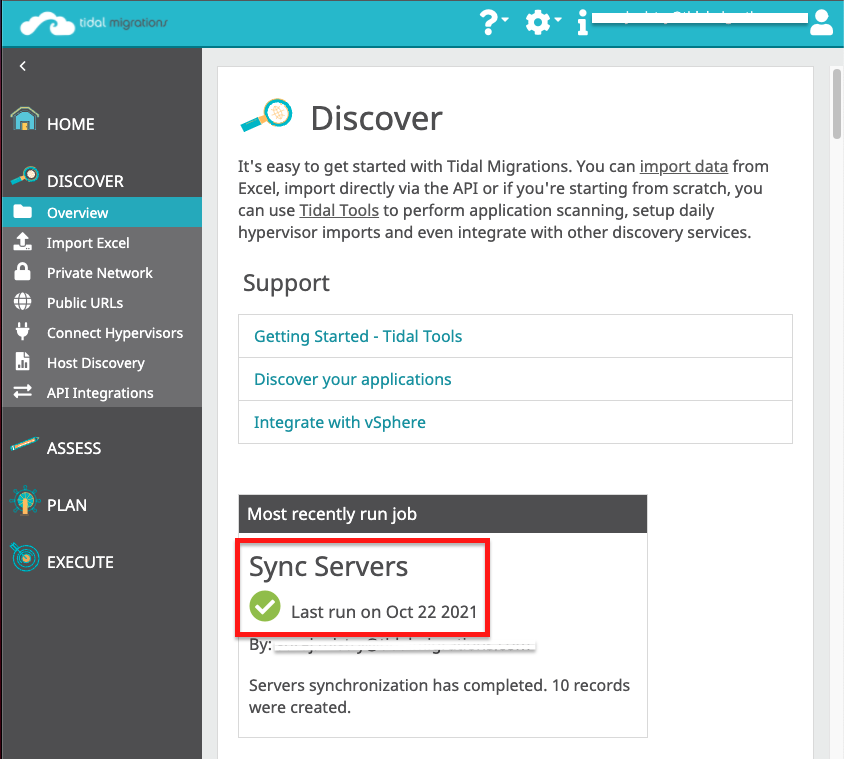 tidal migrations
HOME
DISCOVER
Overview
Import Excel
Private Network
Public URLs
Connect Hypervisors
Host Discovery
API Integrations
ASSESS
PLAN
EXECUTE
Discover
It's easy to get started with Tidal Migrations. You can import data from
Excel, import directly via the API or if you're starting from scratch, you
can use Tidal Tools to perform application scanning, setup daily
hypervisor imports and even integrate with other discovery services.
Support
Getting Started - Tidal Tools
Discover your applications
Integrate with vSphere
Most recently run job
Sync Servers
Last run on Oct 22 2021
By:
Servers synchronization has completed. 10 records
were created.